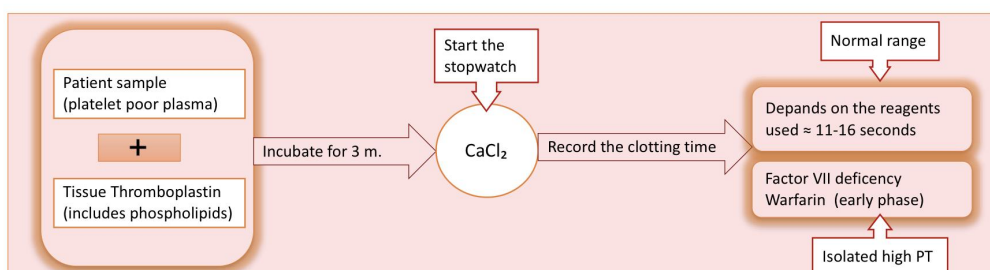 Patient sample
(platelet poor plasma)
+
Tissue Thromboplastin
(includes phospholipids)
Incubate for 3 m.
Start the
stopwatch
CaCl₂
Record the clotting time
Normal range
Depands on the reagents
used ≈ 11-16 seconds
Factor VII deficency
Warfarin (early phase)
Isolated high PT